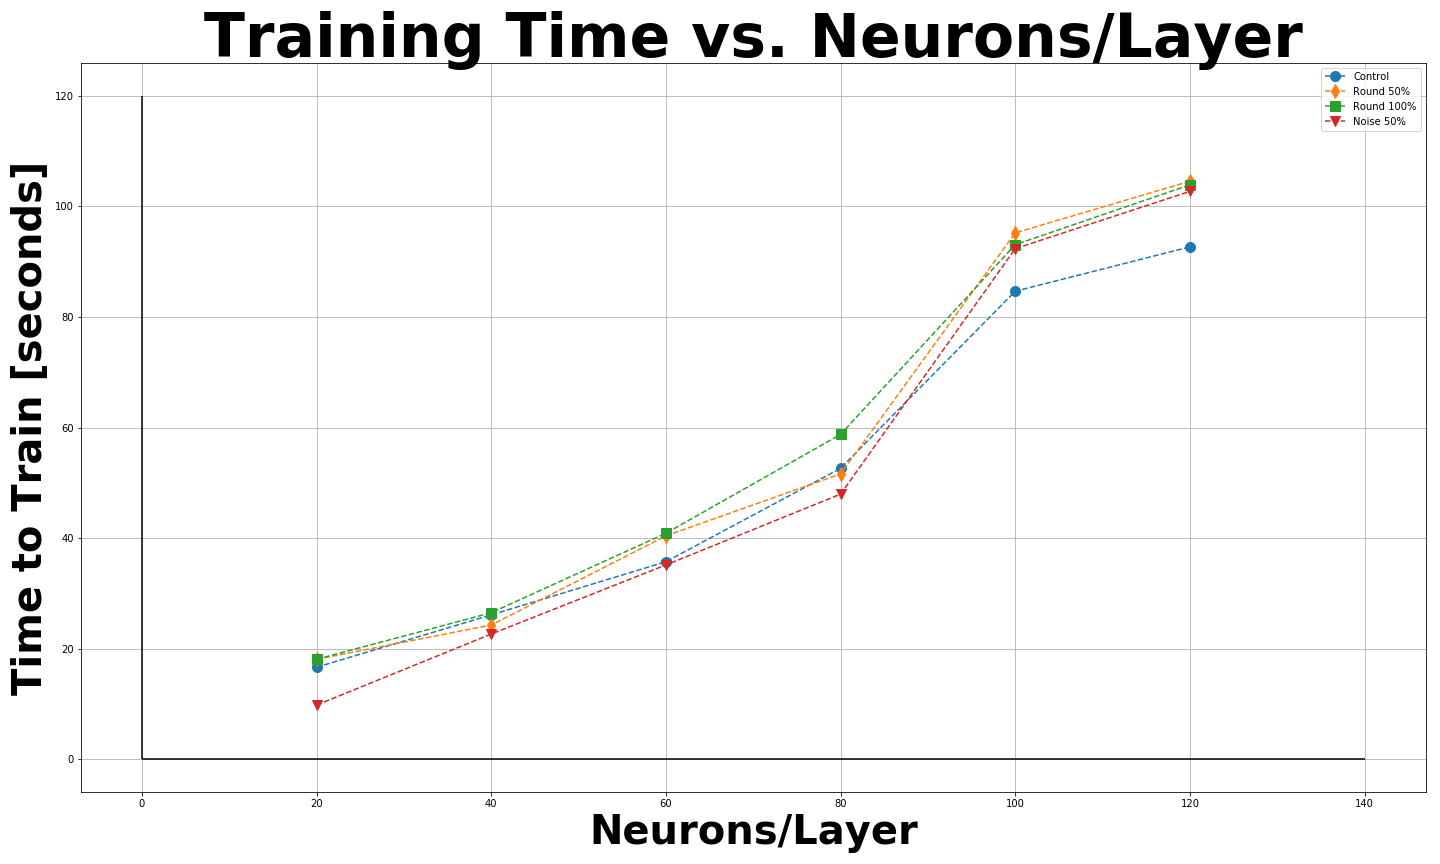 Training Time vs. Neurons/Layer
Control
Round 50%
Round 100%
Noise 50%
Time to Train [seconds]
120
100
80
60
40
20
0
0 20 40 60 80 100 120 140
Neurons/Layer